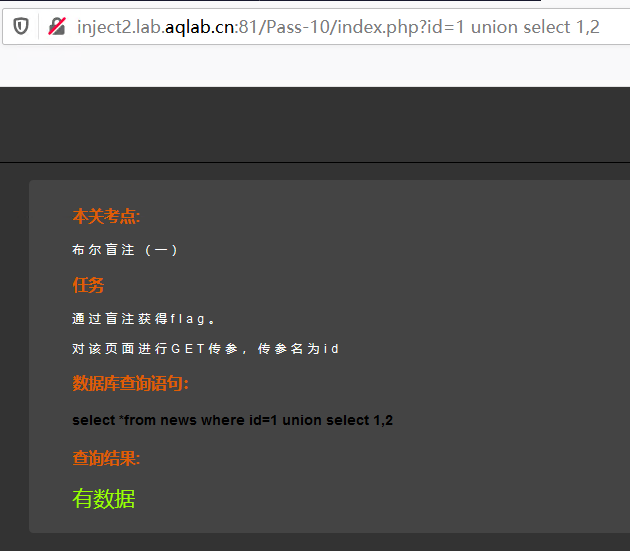 inject2.lab.aqlab.cn:81/Pass-10/index.php?id=1 union select 1,2
本关考点:
布尔盲注（一）
任务
通过盲注获得flag。
对该页面进行GET传参，传参名为id
数据库查询语句:
select *from news where id=1 union select 1,2
查询结果:
有数据